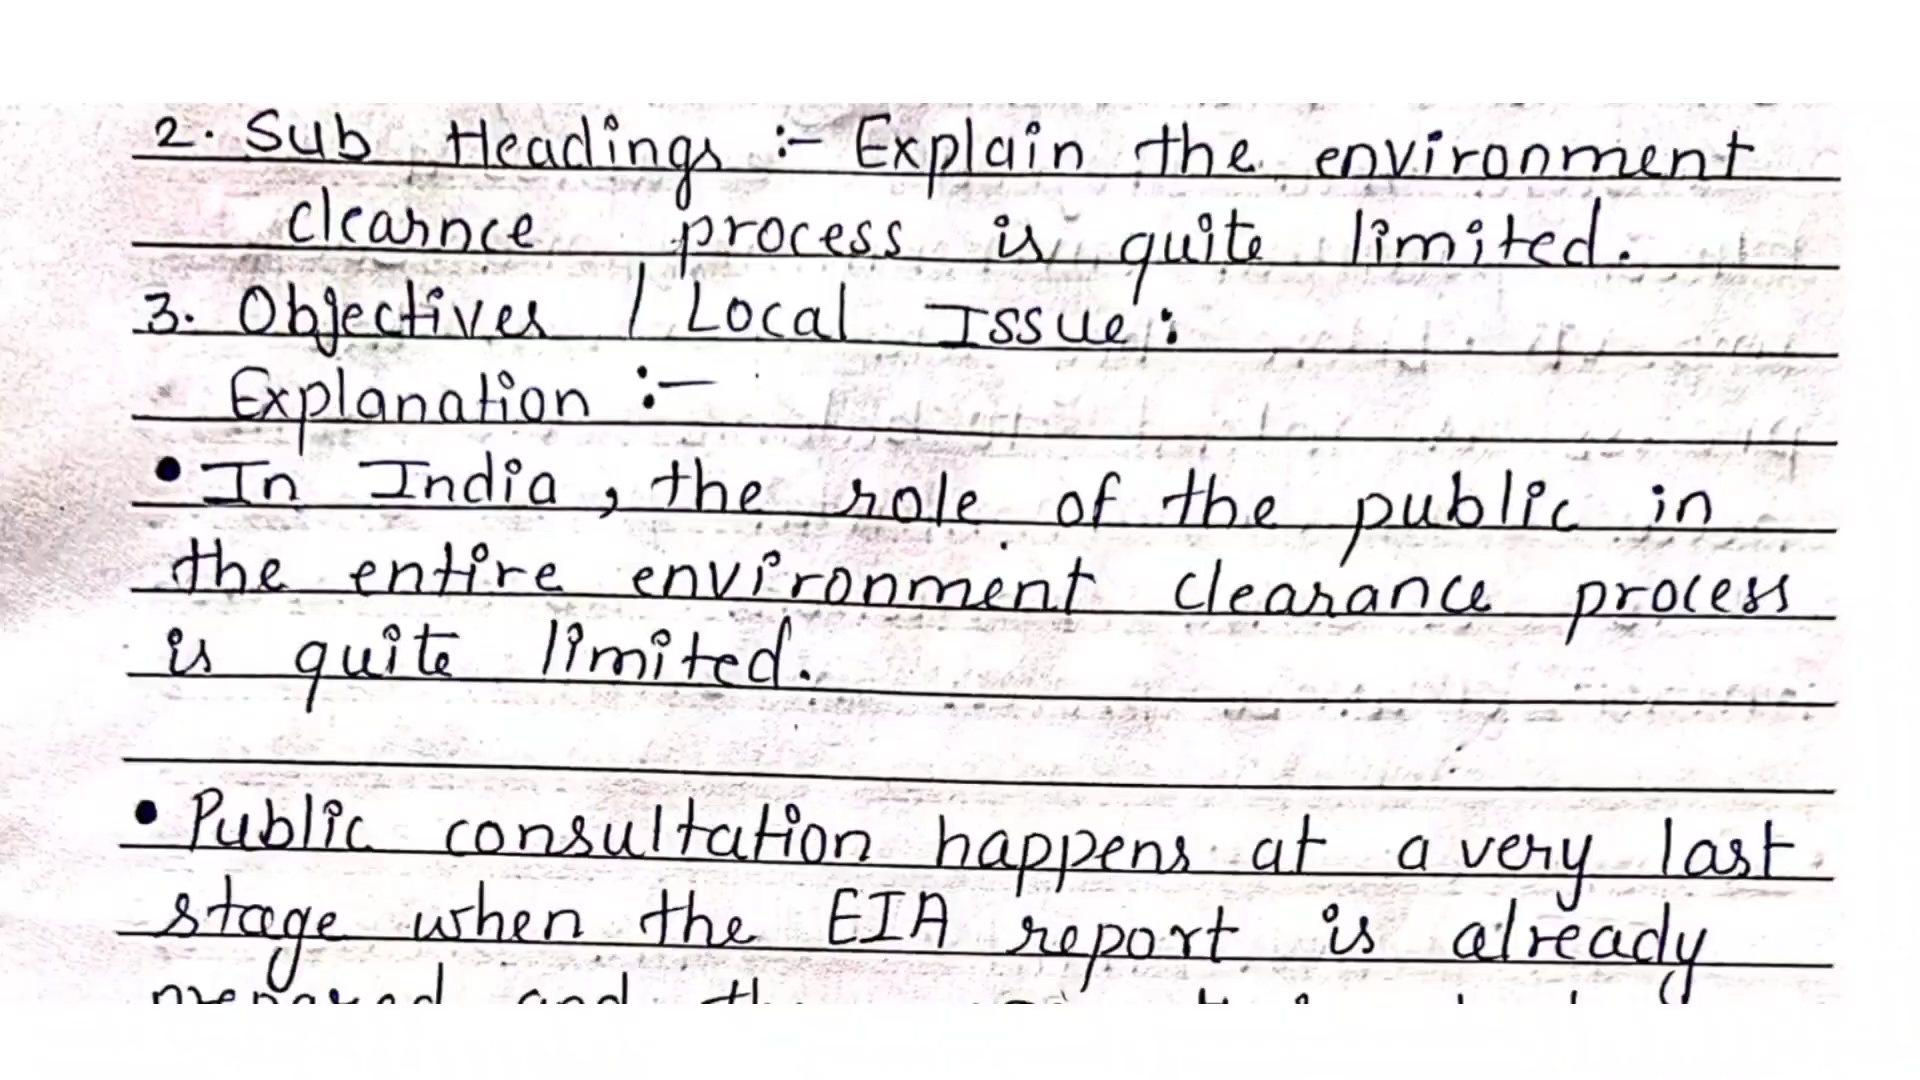 2. Sub Headings :- Explain the environment
clearnce process is quite limited.
3. Objectives / Local Issue:
Explanation :-
• In India, the role of the public in
the entire environment clearance process
is quite limited.
• Public consultation happens at a very last
stage when the EIA report is already
prepared and